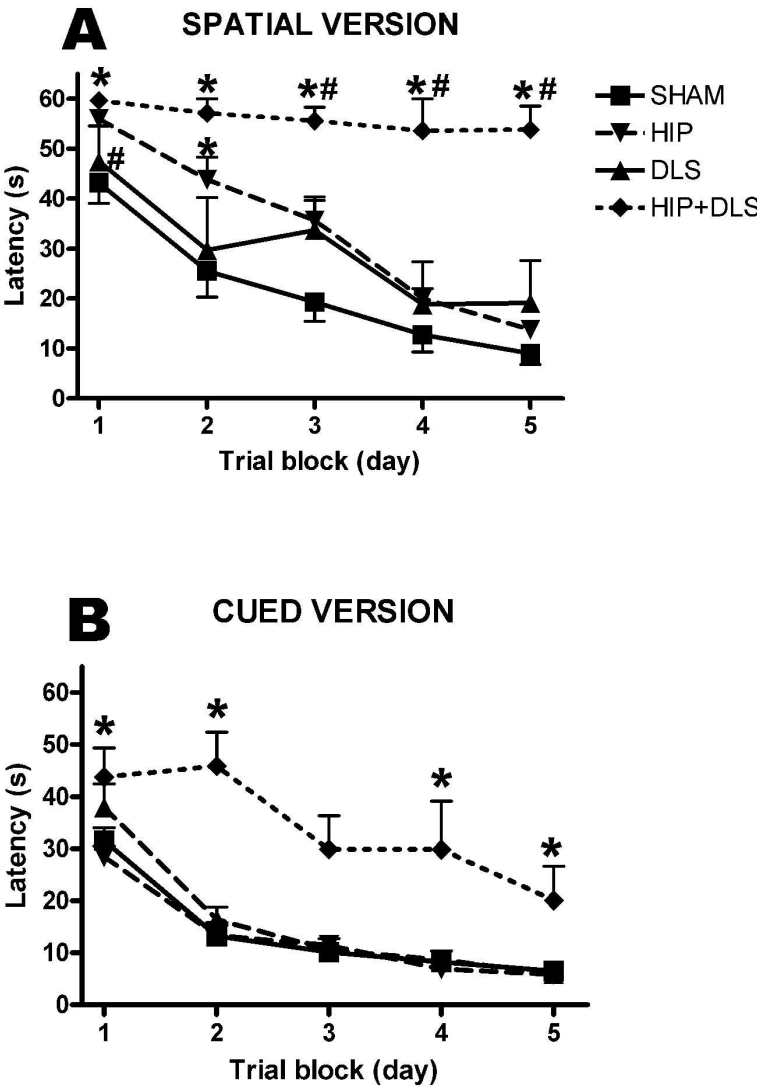 A SPATIAL VERSION
* * *# *# *#
*
#
SHAM
HIP
DLS
HIP+DLS
Latency (s)
60
50
40
30
20
10
0
1 2 3 4 5
Trial block (day)
B CUED VERSION
* * * *
Latency (s)
60
50
40
30
20
10
0
1 2 3 4 5
Trial block (day)